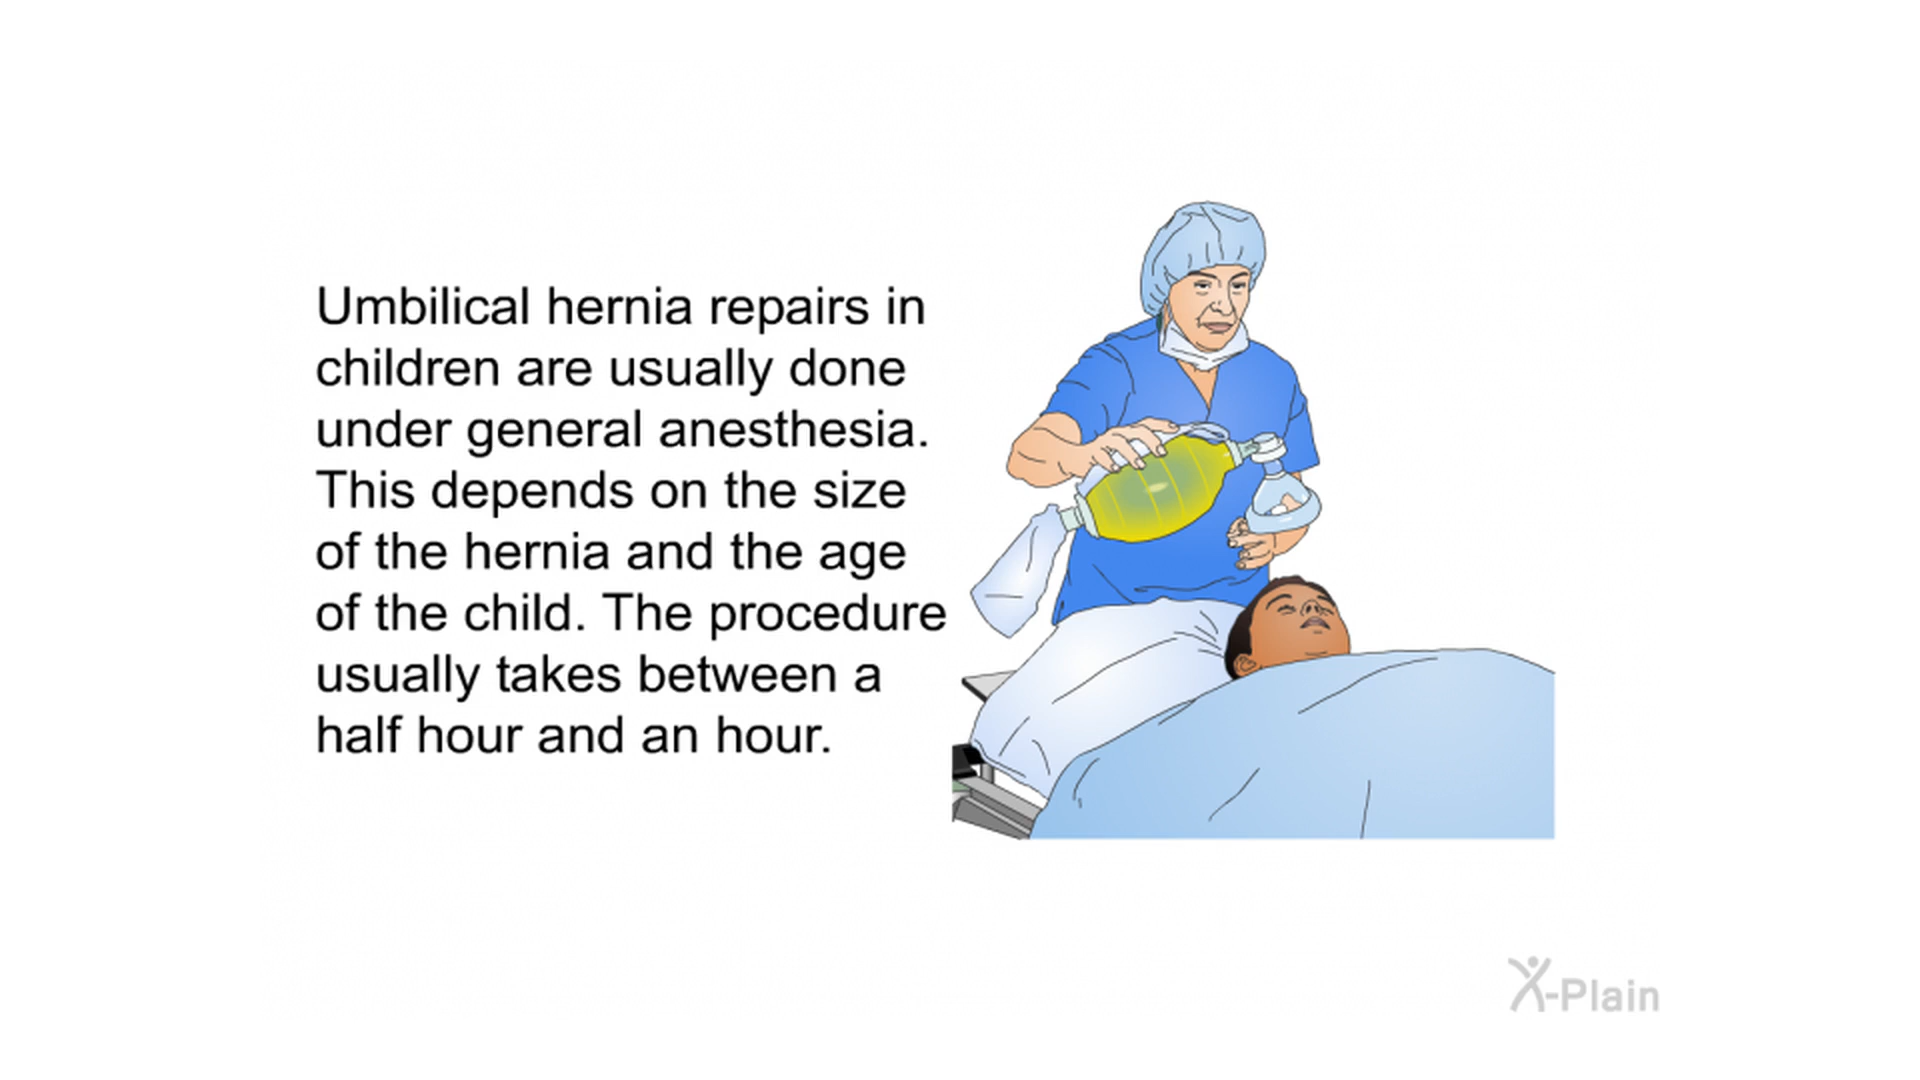 Umbilical hernia repairs in
children are usually done
under general anesthesia.
This depends on the size
of the hernia and the age
of the child. The procedure
usually takes between a
half hour and an hour.
X-Plain